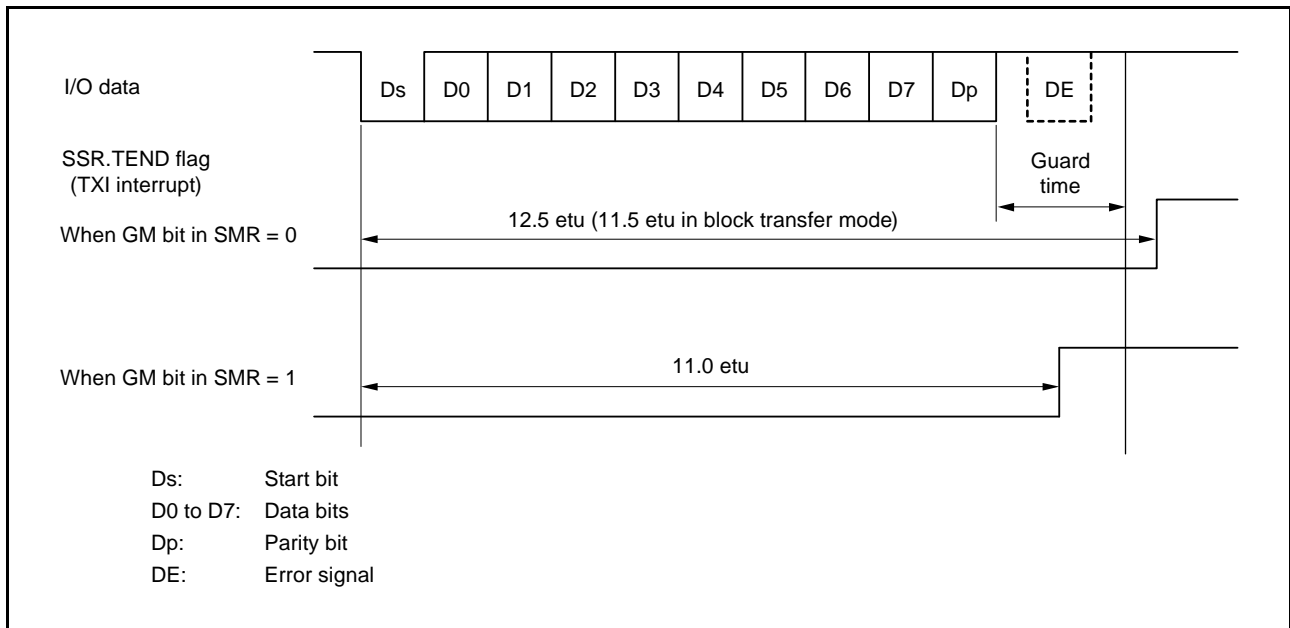 I/O data
Ds D0 D1 D2 D3 D4 D5 D6 D7 Dp DE
SSR.TEND flag
(TXI interrupt)
Guard
time
When GM bit in SMR = 0
12.5 etu (11.5 etu in block transfer mode)
When GM bit in SMR = 1
11.0 etu
Ds: Start bit
D0 to D7: Data bits
Dp: Parity bit
DE: Error signal